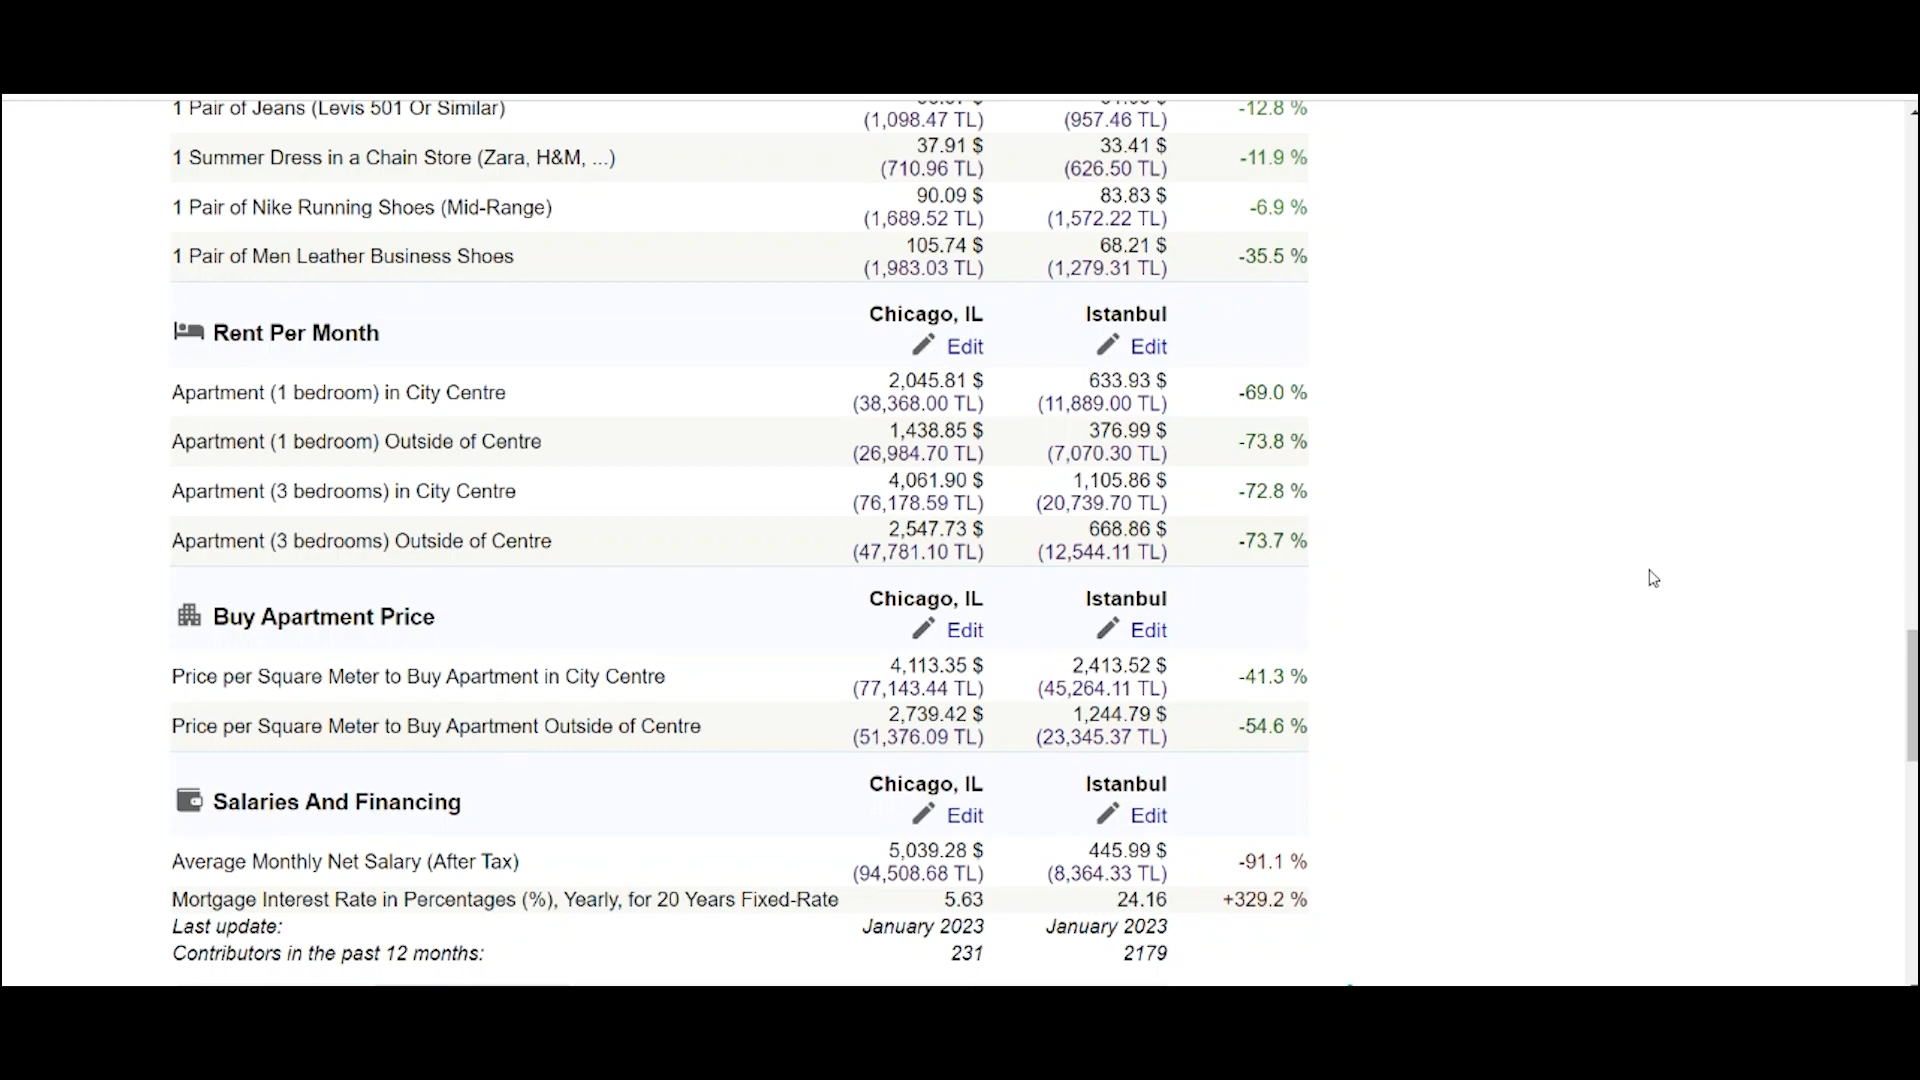 1 Pair of Jeans (Levis 501 Or Similar) -12.8 %
(1,098.47 TL) (957.46 TL)
37.91 $ 33.41 $
1 Summer Dress in a Chain Store (Zara, H&M, ...) -11.9 %
(710.96 TL) (626.50 TL)
90.09 $ 83.83 $
1 Pair of Nike Running Shoes (Mid-Range) -6.9 %
(1,689.52 TL) (1,572.22 TL)
105.74 $ 68.21 $
1 Pair of Men Leather Business Shoes -35.5 %
(1,983.03 TL) (1,279.31 TL)
Chicago, IL Istanbul
Rent Per Month
Edit Edit
2,045.81 $ 633.93 $
Apartment (1 bedroom) in City Centre -69.0 %
(38,368.00 TL) (11,889.00 TL)
1,438.85 $ 376.99 $
Apartment (1 bedroom) Outside of Centre -73.8 %
(26,984.70 TL) (7,070.30 TL)
4,061.90 $ 1,105.86 $
Apartment (3 bedrooms) in City Centre -72.8 %
(76,178.59 TL) (20,739.70 TL)
2,547.73 $ 668.86 $
Apartment (3 bedrooms) Outside of Centre -73.7 %
(47,781.10 TL) (12,544.11 TL)
Chicago, IL Istanbul
Buy Apartment Price
Edit Edit
4,113.35 $ 2,413.52 $
Price per Square Meter to Buy Apartment in City Centre -41.3 %
(77,143.44 TL) (45,264.11 TL)
2,739.42 $ 1,244.79 $
Price per Square Meter to Buy Apartment Outside of Centre -54.6 %
(51,376.09 TL) (23,345.37 TL)
Chicago, IL Istanbul
Salaries And Financing
Edit Edit
5,039.28 $ 445.99 $
Average Monthly Net Salary (After Tax) -91.1 %
(94,508.68 TL) (8,364.33 TL)
Mortgage Interest Rate in Percentages (%), Yearly, for 20 Years Fixed-Rate 5.63 24.16 +329.2 %
Last update: January 2023 January 2023
Contributors in the past 12 months: 231 2179